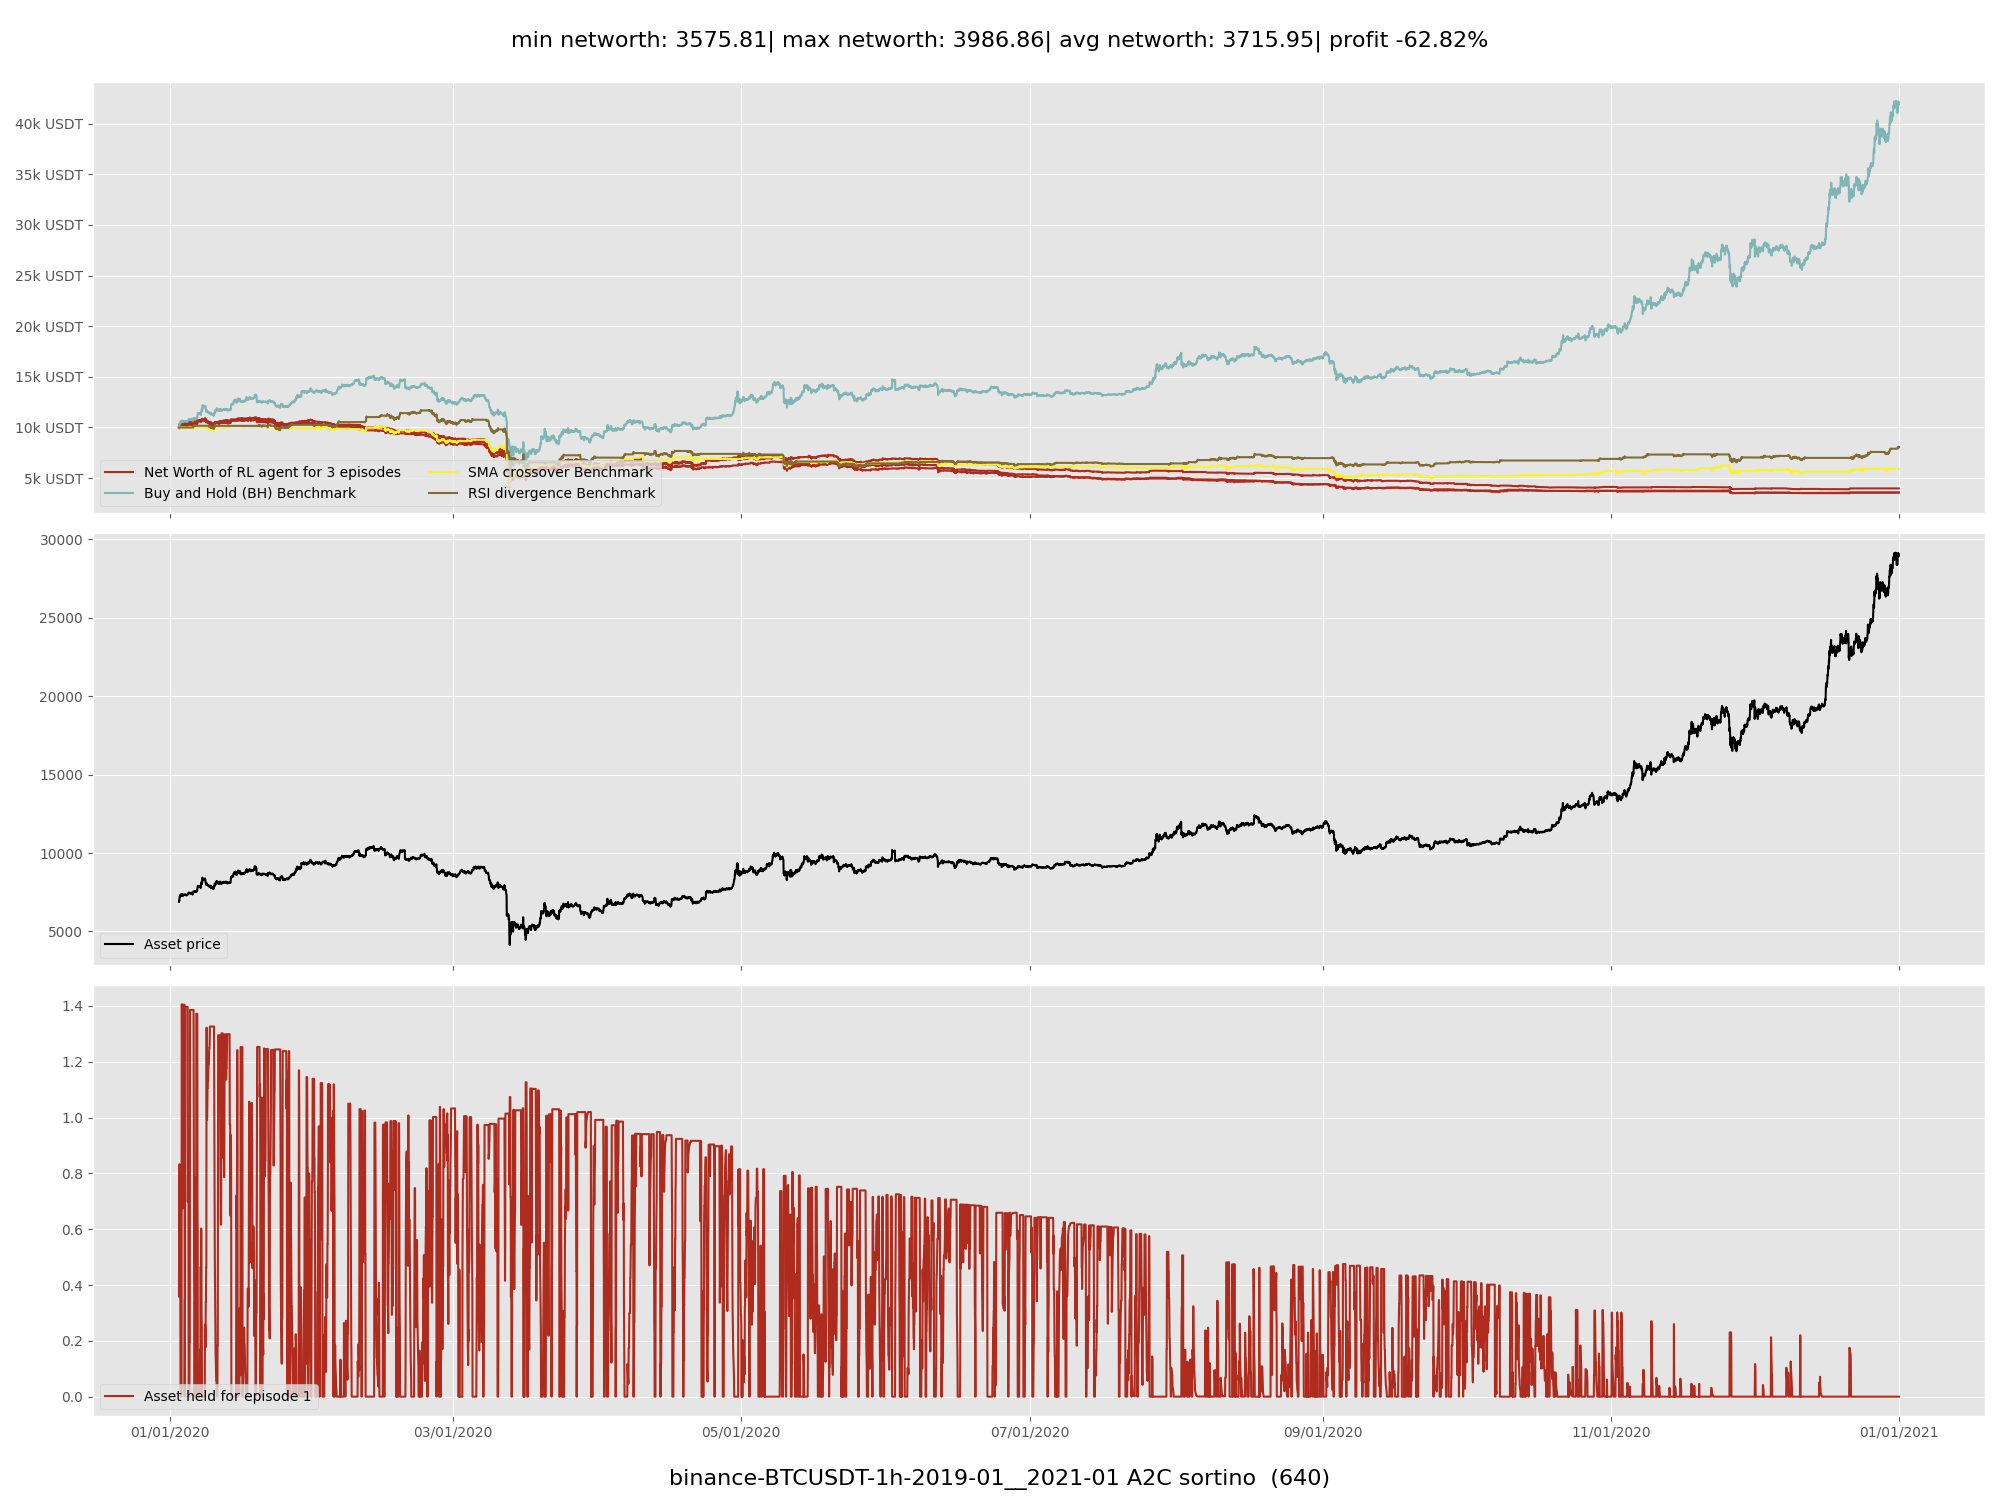 min networth: 3575.81| max networth: 3986.86| avg networth: 3715.95| profit -62.82%
40k USDT
35k USDT
30k USDT
25k USDT
20k USDT
15k USDT
10k USDT
5k USDT
Net Worth of RL agent for 3 episodes
Buy and Hold (BH) Benchmark
SMA crossover Benchmark
RSI divergence Benchmark
30000
25000
20000
15000
10000
5000
Asset price
1.4
1.2
1.0
0.8
0.6
0.4
0.2
0.0
Asset held for episode 1
01/01/2020 03/01/2020 05/01/2020 07/01/2020 09/01/2020 11/01/2020 01/01/2021
binance-BTCUSDT-1h-2019-01__2021-01 A2C sortino  (640)